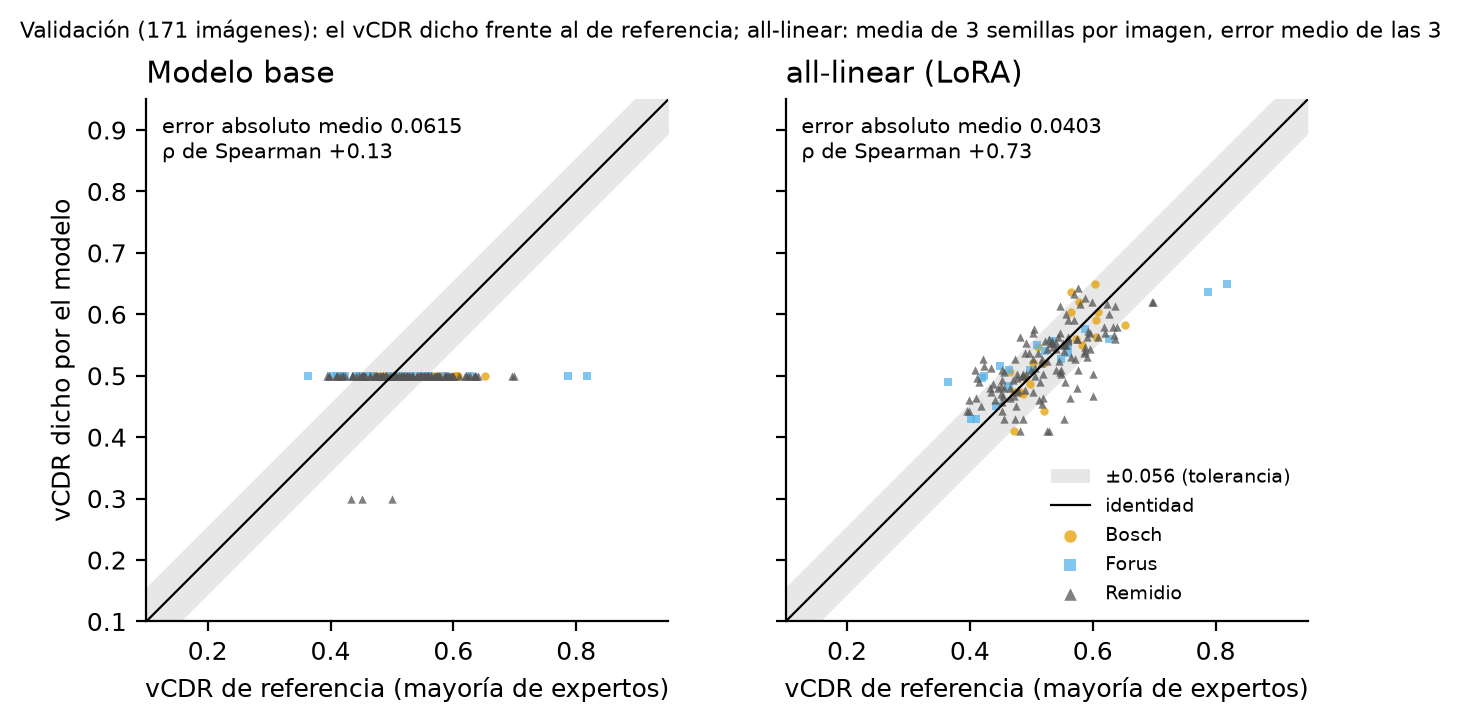 Validación (171 imágenes): el vCDR dicho frente al de referencia; all-linear: media de 3 semillas por imagen, error medio de las 3
Modelo base
error absoluto medio 0.0615
ρ de Spearman +0.13
vCDR dicho por el modelo
0.9
0.8
0.7
0.6
0.5
0.4
0.3
0.2
0.1
0.2
0.4
0.6
0.8
vCDR de referencia (mayoría de expertos)
all-linear (LoRA)
error absoluto medio 0.0403
ρ de Spearman +0.73
±0.056 (tolerancia)
identidad
Bosch
Forus
Remidio
0.2
0.4
0.6
0.8
vCDR de referencia (mayoría de expertos)